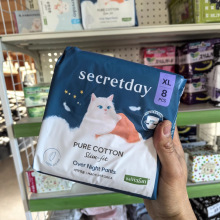 secretday
XL
8
PCS
PURE COTTON
Slim-fit
Over Night Pants